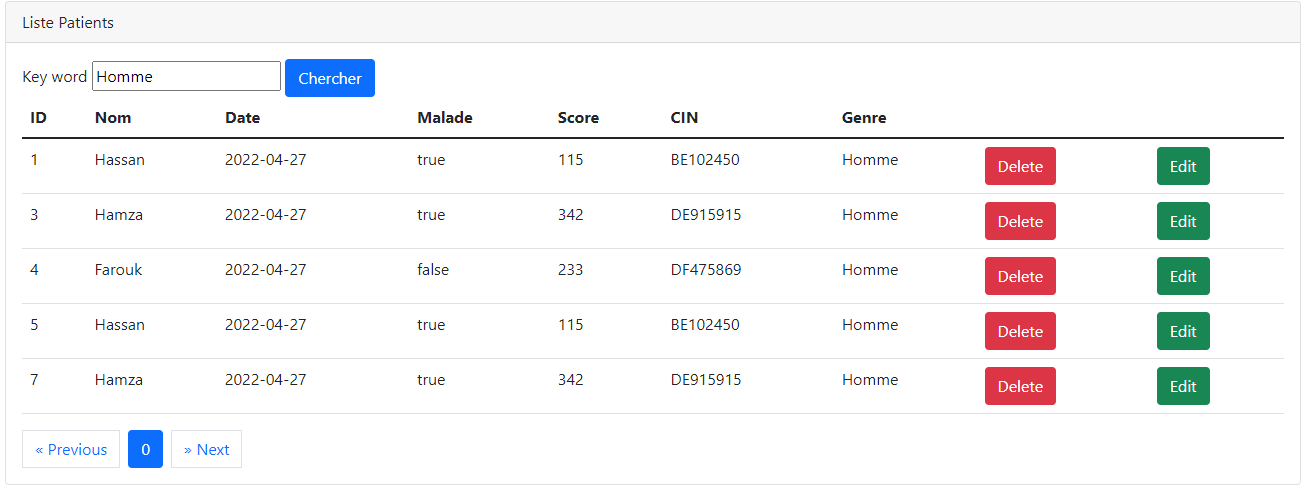 Liste Patients
Key word Homme Chercher
ID Nom Date Malade Score CIN Genre
1 Hassan 2022-04-27 true 115 BE102450 Homme Delete Edit
3 Hamza 2022-04-27 true 342 DE915915 Homme Delete Edit
4 Farouk 2022-04-27 false 233 DF475869 Homme Delete Edit
5 Hassan 2022-04-27 true 115 BE102450 Homme Delete Edit
7 Hamza 2022-04-27 true 342 DE915915 Homme Delete Edit
« Previous 0 » Next